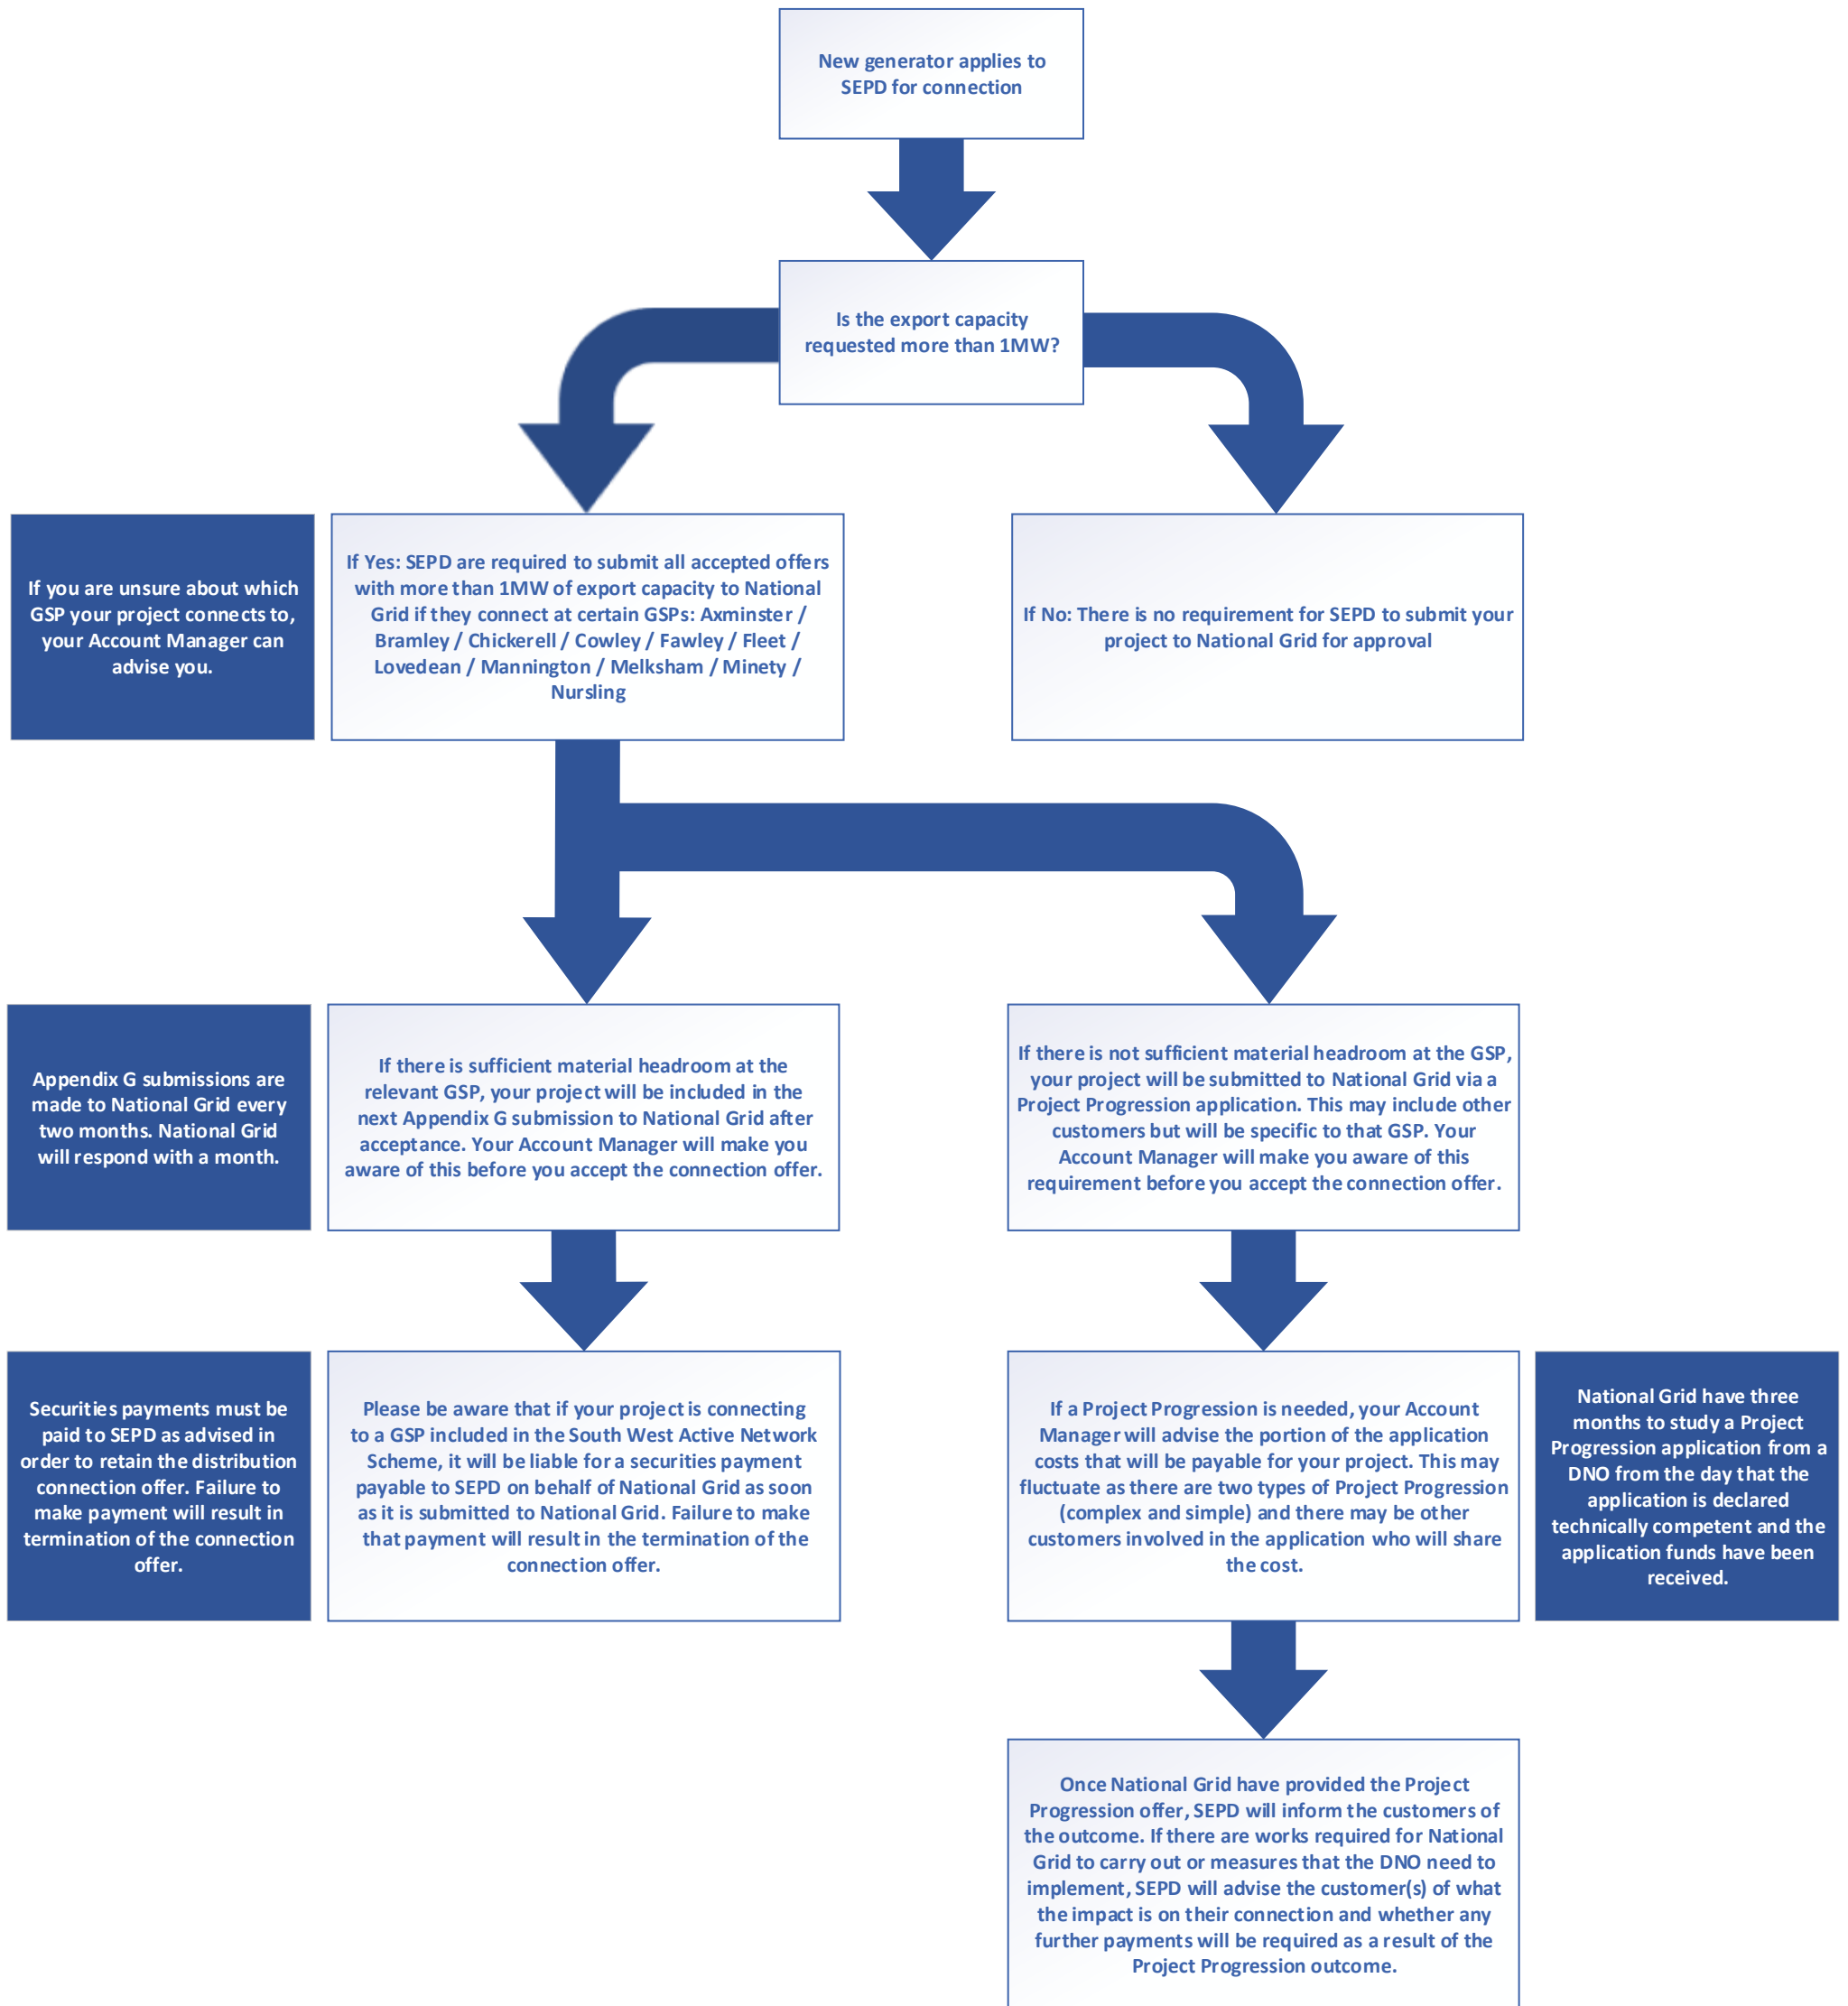 New generator applies to
SEPD for connection
Is the export capacity
requested more than 1MW?
If you are unsure about which
GSP your project connects to,
your Account Manager can
advise you.
If Yes: SEPD are required to submit all accepted offers
with more than 1MW of export capacity to National
Grid if they connect at certain GSPs: Axminster /
Bramley / Chickerell / Cowley / Fawley / Fleet /
Lovedean / Mannington / Melksham / Minety /
Nursling
If No: There is no requirement for SEPD to submit your
project to National Grid for approval
Appendix G submissions are
made to National Grid every
two months. National Grid
will respond with a month.
If there is sufficient material headroom at the
relevant GSP, your project will be included in the
next Appendix G submission to National Grid after
acceptance. Your Account Manager will make you
aware of this before you accept the connection offer.
If there is not sufficient material headroom at the GSP,
your project will be submitted to National Grid via a
Project Progression application. This may include other
customers but will be specific to that GSP. Your
Account Manager will make you aware of this
requirement before you accept the connection offer.
Securities payments must be
paid to SEPD as advised in
order to retain the distribution
connection offer. Failure to
make payment will result in
termination of the connection
offer.
Please be aware that if your project is connecting
to a GSP included in the South West Active Network
Scheme, it will be liable for a securities payment
payable to SEPD on behalf of National Grid as soon
as it is submitted to National Grid. Failure to make
that payment will result in the termination of the
connection offer.
If a Project Progression is needed, your Account
Manager will advise the portion of the application
costs that will be payable for your project. This may
fluctuate as there are two types of Project Progression
(complex and simple) and there may be other
customers involved in the application who will share
the cost.
National Grid have three
months to study a Project
Progression application from a
DNO from the day that the
application is declared
technically competent and the
application funds have been
received.
Once National Grid have provided the Project
Progression offer, SEPD will inform the customers of
the outcome. If there are works required for National
Grid to carry out or measures that the DNO need to
implement, SEPD will advise the customer(s) of what
the impact is on their connection and whether any
further payments will be required as a result of the
Project Progression outcome.